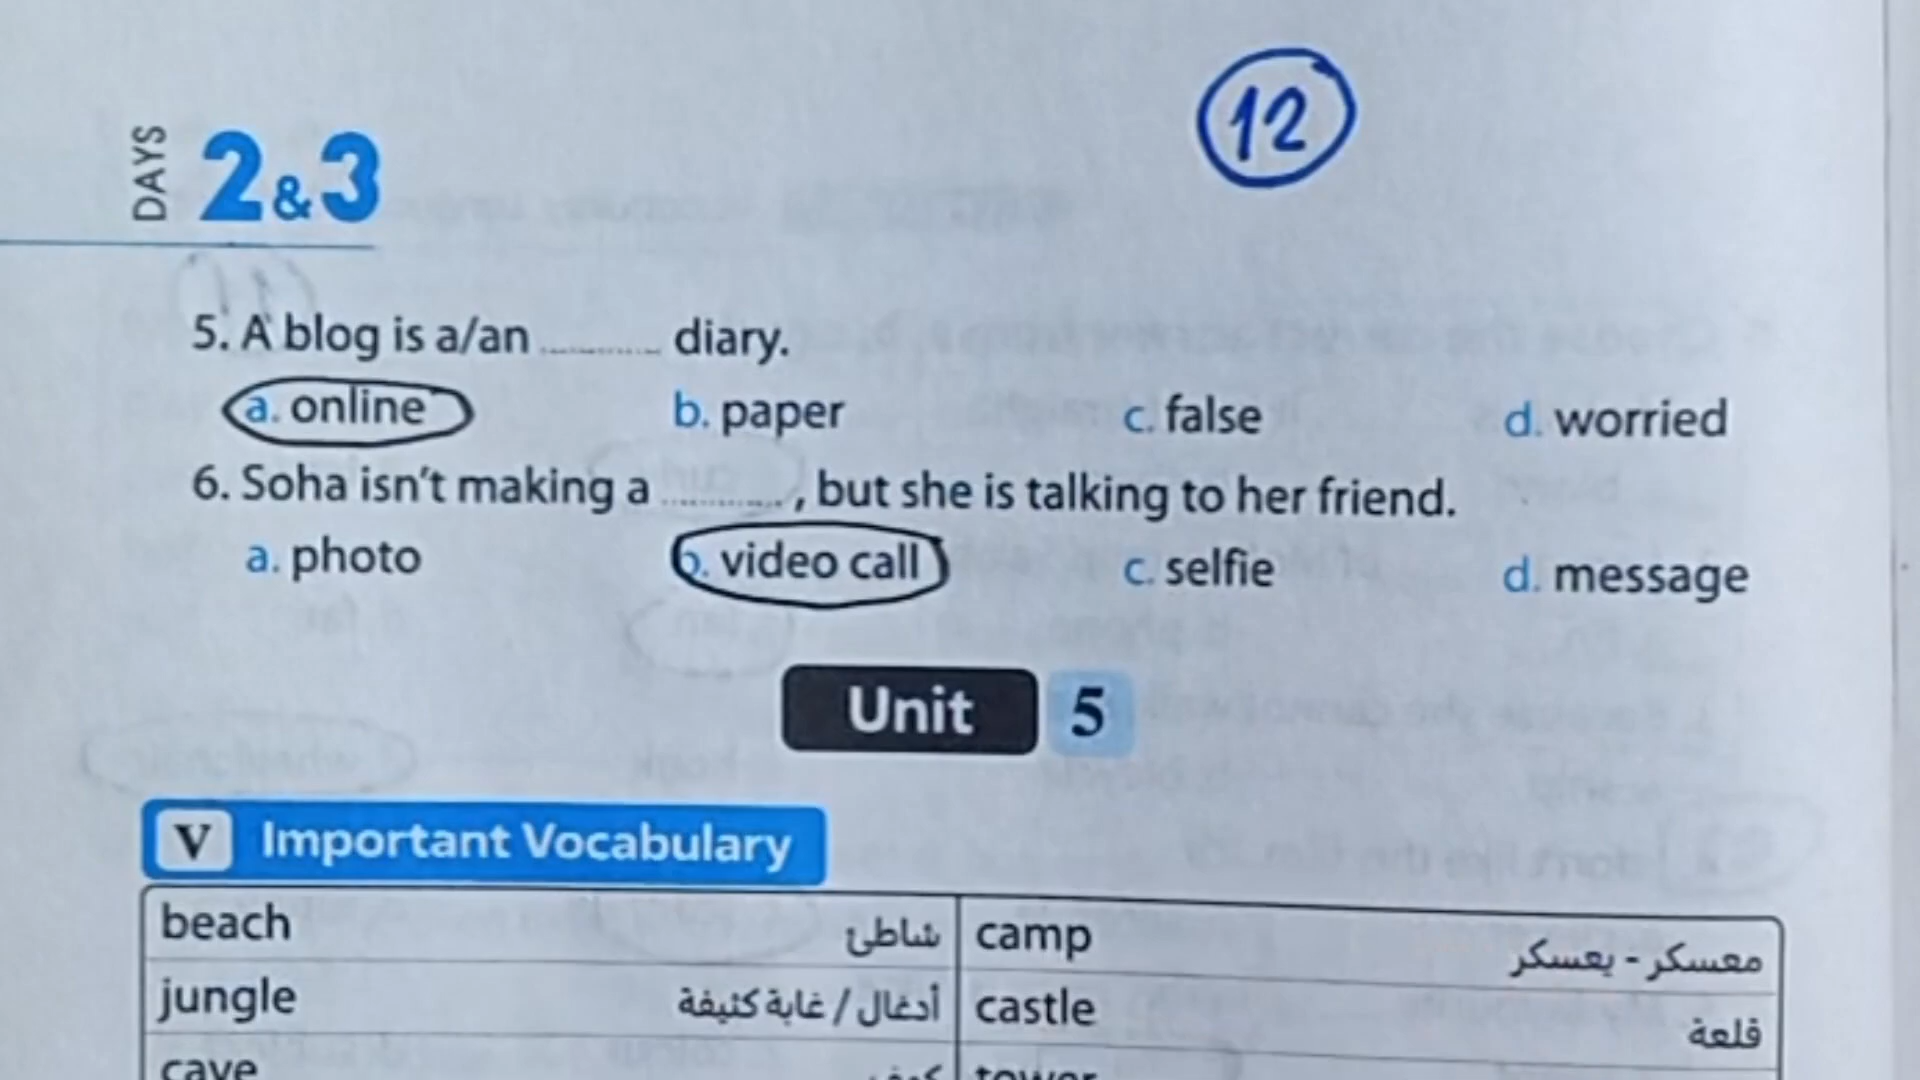 12
DAYS 2&3
5. A blog is a/an ........... diary.
a. online b. paper c. false d. worried
6. Soha isn't making a ..........., but she is talking to her friend.
a. photo b. video call c. selfie d. message
Unit 5
V Important Vocabulary
beach شاطئ camp معسكر - يعسكر
jungle أدغال / غابة كثيفة castle قلعة
cave كهف tower